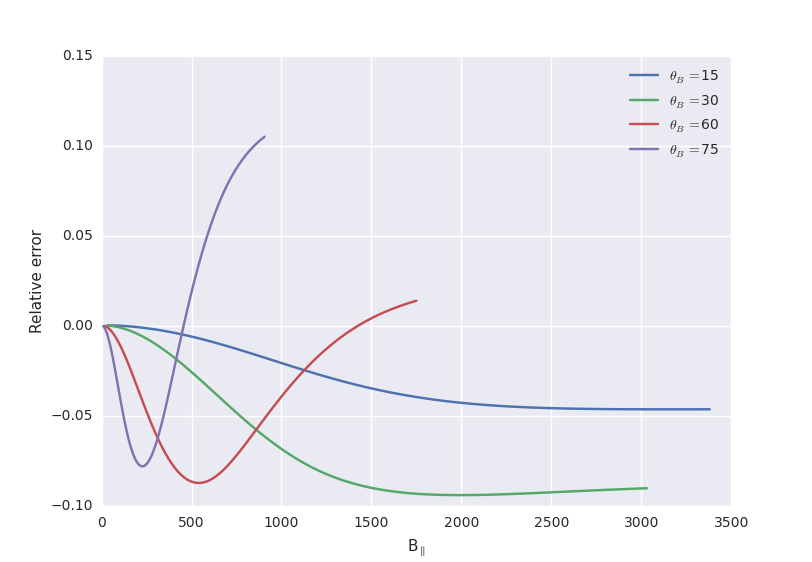 0.15
0.10
0.05
0.00
−0.05
−0.10
Relative error
0
500
1000
1500
2000
2500
3000
3500
B∥
θB =15
θB =30
θB =60
θB =75